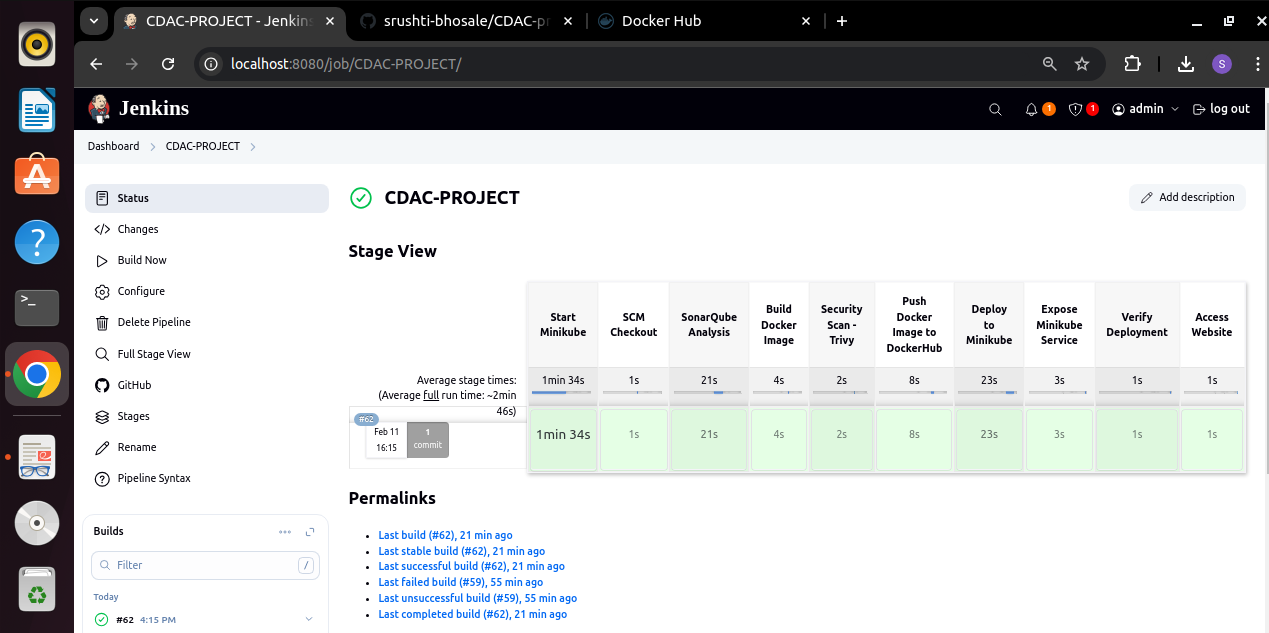 CDAC-PROJECT - Jenkins
srushti-bhosale/CDAC-pr
Docker Hub
localhost:8080/job/CDAC-PROJECT/
S
Jenkins
1
1
admin
log out
Dashboard
CDAC-PROJECT
Status
Changes
Build Now
Configure
Delete Pipeline
Full Stage View
GitHub
Stages
Rename
Pipeline Syntax
Builds
Filter
/
Today
#62 4:15 PM
CDAC-PROJECT
Add description
Stage View
Start
Minikube
SCM
Checkout
SonarQube
Analysis
Build
Docker
Image
Security
Scan -
Trivy
Push
Docker
Image to
DockerHub
Deploy
to
Minikube
Expose
Minikube
Service
Verify
Deployment
Access
Website
Average stage times:
(Average full run time: ~2min
46s)
1min 34s 1s 21s 4s 2s 8s 23s 3s 1s 1s
#62
Feb 11
16:15
1
commit
1min 34s 1s 21s 4s 2s 8s 23s 3s 1s 1s
Permalinks
Last build (#62), 21 min ago
Last stable build (#62), 21 min ago
Last successful build (#62), 21 min ago
Last failed build (#59), 55 min ago
Last unsuccessful build (#59), 55 min ago
Last completed build (#62), 21 min ago